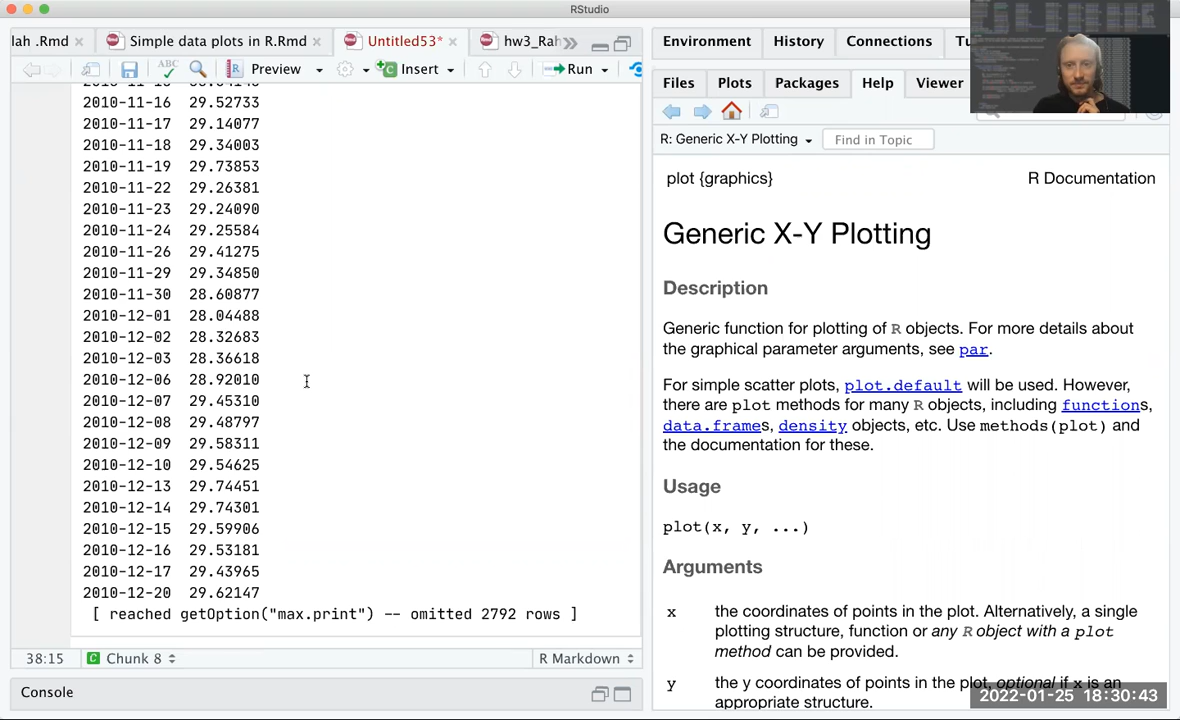 RStudio
lah .Rmd
Simple data plots in R.Rmd
Untitled53*
hw3_Rah
Preview
Insert
Run
ABC
2010-11-16 29.52733
2010-11-17 29.14077
2010-11-18 29.34003
2010-11-19 29.73853
2010-11-22 29.26381
2010-11-23 29.24090
2010-11-24 29.25584
2010-11-26 29.41275
2010-11-29 29.34850
2010-11-30 28.60877
2010-12-01 28.04488
2010-12-02 28.32683
2010-12-03 28.36618
2010-12-06 28.92010
2010-12-07 29.45310
2010-12-08 29.48797
2010-12-09 29.58311
2010-12-10 29.54625
2010-12-13 29.74451
2010-12-14 29.74301
2010-12-15 29.59906
2010-12-16 29.53181
2010-12-17 29.43965
2010-12-20 29.62147
[ reached getOption("max.print") -- omitted 2792 rows ]
38:15
Chunk 8
R Markdown
Console
Environment
History
Connections
Tu
Files
Plots
Packages
Help
Viewer
R: Generic X-Y Plotting
Find in Topic
plot {graphics}
R Documentation
Generic X-Y Plotting
Description
Generic function for plotting of R objects. For more details about
the graphical parameter arguments, see par.
For simple scatter plots, plot.default will be used. However,
there are plot methods for many R objects, including functions,
data.frames, density objects, etc. Use methods(plot) and
the documentation for these.
Usage
plot(x, y, ...)
Arguments
x the coordinates of points in the plot. Alternatively, a single
plotting structure, function or any R object with a plot
method can be provided.
y the y coordinates of points in the plot, optional if x is an
appropriate structure.
2022-01-25 18:30:43